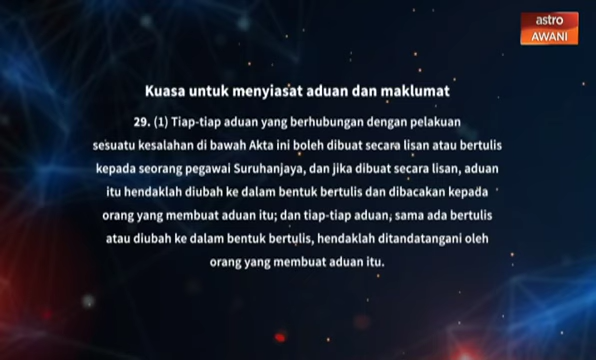 astro
AWANI
Kuasa untuk menyiasat aduan dan maklumat
29. (1) Tiap-tiap aduan yang berhubungan dengan pelakuan
sesuatu kesalahan di bawah Akta ini boleh dibuat secara lisan atau bertulis
kepada seorang pegawai Suruhanjaya, dan jika dibuat secara lisan, aduan
itu hendaklah diubah ke dalam bentuk bertulis dan dibacakan kepada
orang yang membuat aduan itu; dan tiap-tiap aduan, sama ada bertulis
atau diubah ke dalam bentuk bertulis, hendaklah ditandatangani oleh
orang yang membuat aduan itu.